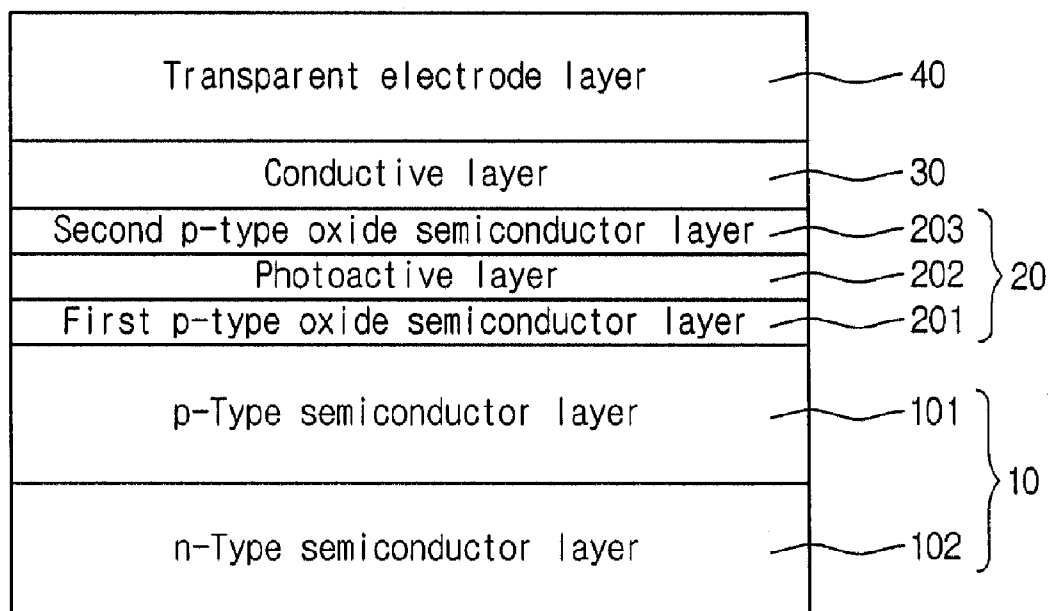 Transparent electrode layer 40
Conductive layer 30
Second p-type oxide semiconductor layer 203
Photoactive layer 202
20
First p-type oxide semiconductor layer 201
p-Type semiconductor layer 101
10
n-Type semiconductor layer 102